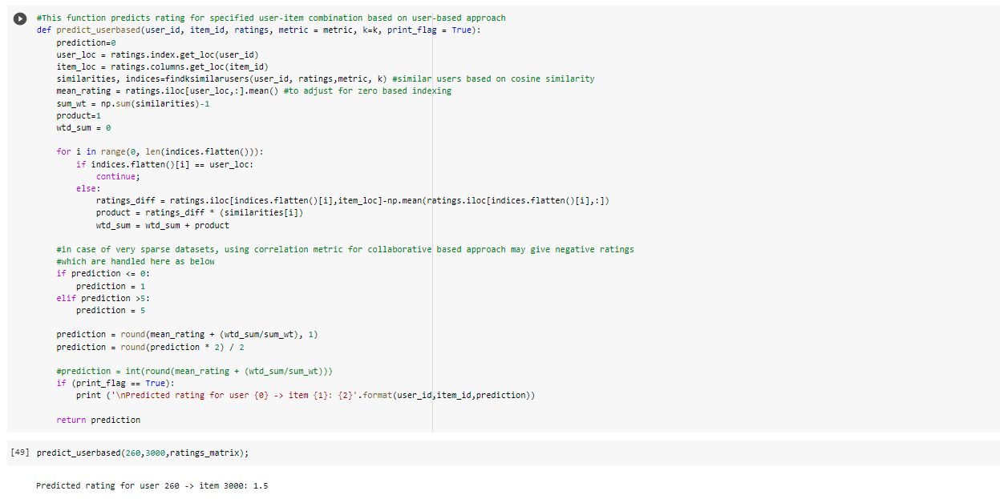 #This function predicts rating for specified user-item combination based on user-based approach
def predict_userbased(user_id, item_id, ratings, metric = metric, k=k, print_flag = True):
    prediction=0
    user_loc = ratings.index.get_loc(user_id)
    item_loc = ratings.columns.get_loc(item_id)
    similarities, indices=findksimilarusers(user_id, ratings,metric, k) #similar users based on cosine similarity
    mean_rating = ratings.iloc[user_loc,:].mean() #to adjust for zero based indexing
    sum_wt = np.sum(similarities)-1
    product=1
    wtd_sum = 0
    for i in range(0, len(indices.flatten())):
        if indices.flatten()[i] == user_loc:
            continue;
        else:
            ratings_diff = ratings.iloc[indices.flatten()[i],item_loc]-np.mean(ratings.iloc[indices.flatten()[i],:])
            product = ratings_diff * (similarities[i])
            wtd_sum = wtd_sum + product
    #in case of very sparse datasets, using correlation metric for collaborative based approach may give negative ratings
    #which are handled here as below
    if prediction <= 0:
        prediction = 1
    elif prediction >5:
        prediction = 5
    prediction = round(mean_rating + (wtd_sum/sum_wt), 1)
    prediction = round(prediction * 2) / 2
    #prediction = int(round(mean_rating + (wtd_sum/sum_wt)))
    if (print_flag == True):
        print ('\nPredicted rating for user {0} -> item {1}: {2}'.format(user_id,item_id,prediction))
    return prediction
[49] predict_userbased(260,3000,ratings_matrix);
Predicted rating for user 260 -> item 3000: 1.5